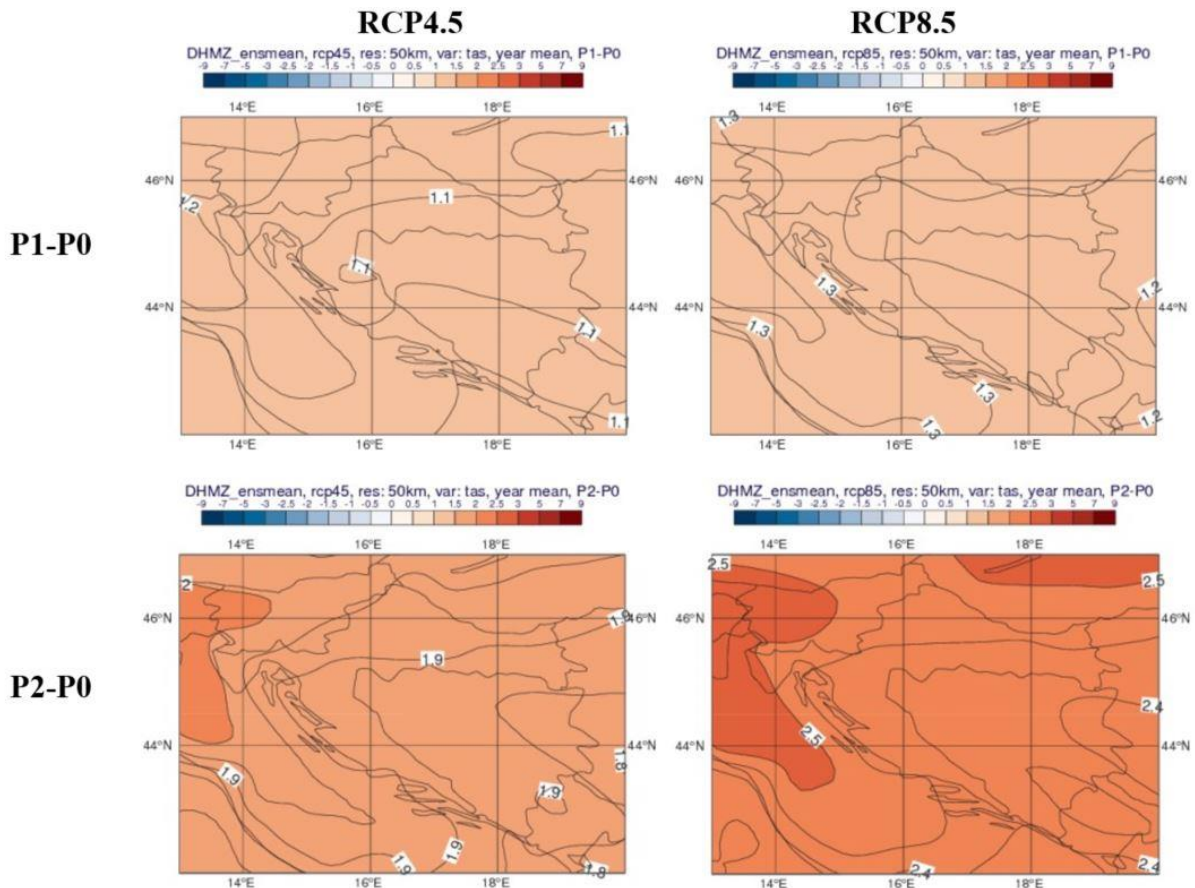 RCP4.5
RCP8.5
DHMZ_ensmean, rcp45, res: 50km, var: tas, year mean, P1-P0
-9 -7 -5 -3 -2.5 -2 -1.5 -1 -0.5 0 0.5 1 1.5 2 2.5 3 5 7 9
DHMZ_ensmean, rcp85, res: 50km, var: tas, year mean, P1-P0
-9 -7 -5 -3 -2.5 -2 -1.5 -1 -0.5 0 0.5 1 1.5 2 2.5 3 5 7 9
14°E 16°E 18°E
14°E 16°E 18°E
P1-P0
46°N 46°N
44°N 44°N
1.1
1.2
1.1
1.1
1.1
1.1
46°N
44°N
1.3
1.3
1.2
1.3
1.3
1.3
1.2
14°E 16°E 18°E
14°E 16°E 18°E
DHMZ_ensmean, rcp45, res: 50km, var: tas, year mean, P2-P0
-9 -7 -5 -3 -2.5 -2 -1.5 -1 -0.5 0 0.5 1 1.5 2 2.5 3 5 7 9
DHMZ_ensmean, rcp85, res: 50km, var: tas, year mean, P2-P0
-9 -7 -5 -3 -2.5 -2 -1.5 -1 -0.5 0 0.5 1 1.5 2 2.5 3 5 7 9
14°E 16°E 18°E
14°E 16°E 18°E
P2-P0
46°N 46°N
44°N 44°N
2
1.9
1.9
1.8
1.9
1.9
1.9
1.9
1.8
46°N
44°N
2.5
2.5
2.4
2.5
2.4
2.4
14°E 16°E 18°E
14°E 16°E 18°E